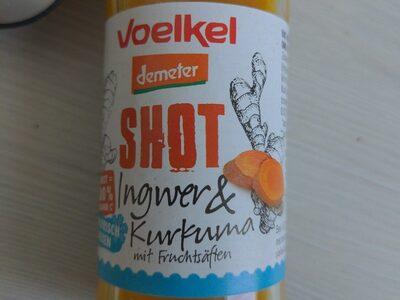 Voelkel
demeter
SHOT
Ingwer &
Kurkuma
mit Fruchtsäften